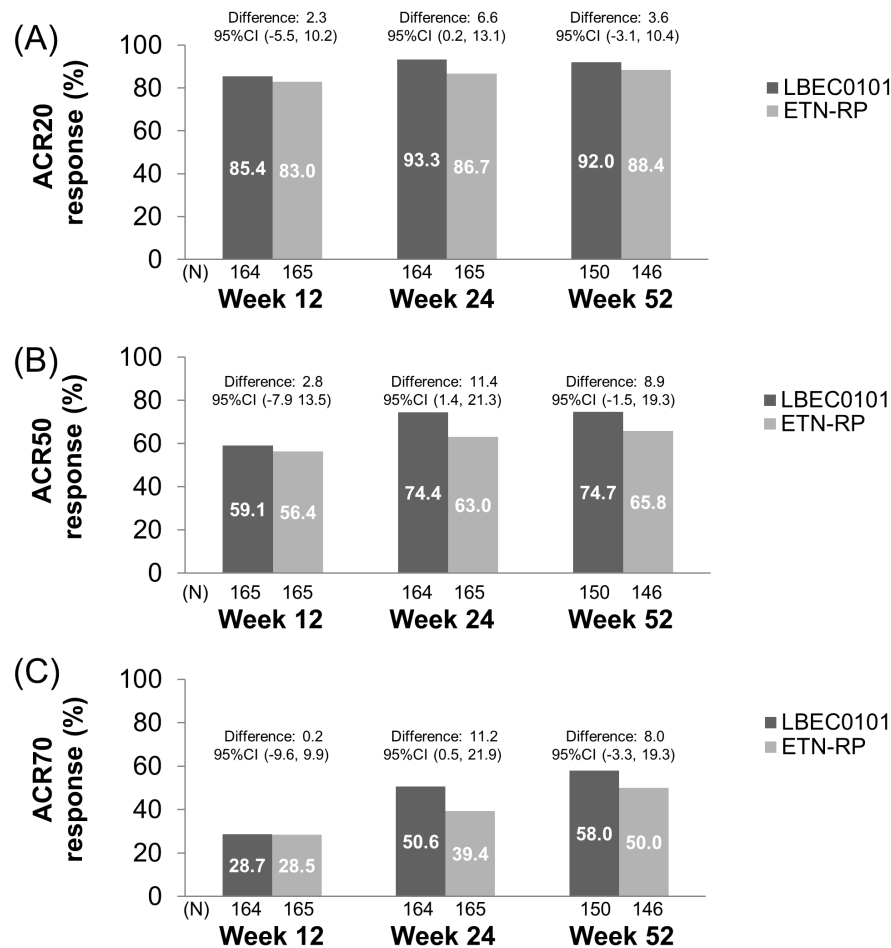 (A)
Difference: 2.3
95%CI (-5.5, 10.2)
Difference: 6.6
95%CI (0.2, 13.1)
Difference: 3.6
95%CI (-3.1, 10.4)
ACR20
response (%)
100
80
60
40
20
0
85.4 83.0
93.3 86.7
92.0 88.4
LBEC0101
ETN-RP
(N) 164 165 164 165 150 146
Week 12 Week 24 Week 52
(B)
Difference: 2.8
95%CI (-7.9 13.5)
Difference: 11.4
95%CI (1.4, 21.3)
Difference: 8.9
95%CI (-1.5, 19.3)
ACR50
response (%)
100
80
60
40
20
0
59.1 56.4
74.4 63.0
74.7 65.8
LBEC0101
ETN-RP
(N) 165 165 164 165 150 146
Week 12 Week 24 Week 52
(C)
Difference: 0.2
95%CI (-9.6, 9.9)
Difference: 11.2
95%CI (0.5, 21.9)
Difference: 8.0
95%CI (-3.3, 19.3)
ACR70
response (%)
100
80
60
40
20
0
28.7 28.5
50.6 39.4
58.0 50.0
LBEC0101
ETN-RP
(N) 164 165 164 165 150 146
Week 12 Week 24 Week 52